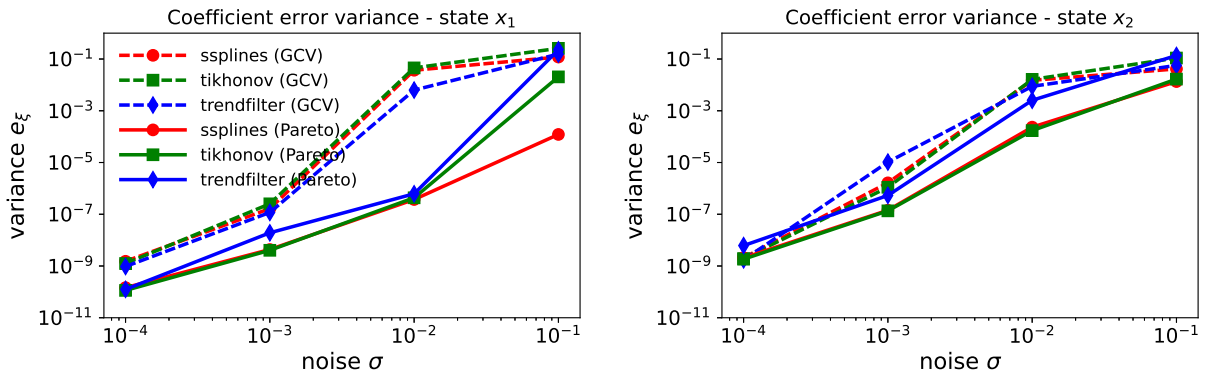 Coefficient error variance - state x₁
variance e_ξ
10⁻¹
10⁻³
10⁻⁵
10⁻⁷
10⁻⁹
10⁻¹¹
ssplines (GCV)
tikhonov (GCV)
trendfilter (GCV)
ssplines (Pareto)
tikhonov (Pareto)
trendfilter (Pareto)
10⁻⁴ 10⁻³ 10⁻² 10⁻¹
noise σ
Coefficient error variance - state x₂
variance e_ξ
10⁻¹
10⁻³
10⁻⁵
10⁻⁷
10⁻⁹
10⁻¹¹
10⁻⁴ 10⁻³ 10⁻² 10⁻¹
noise σ